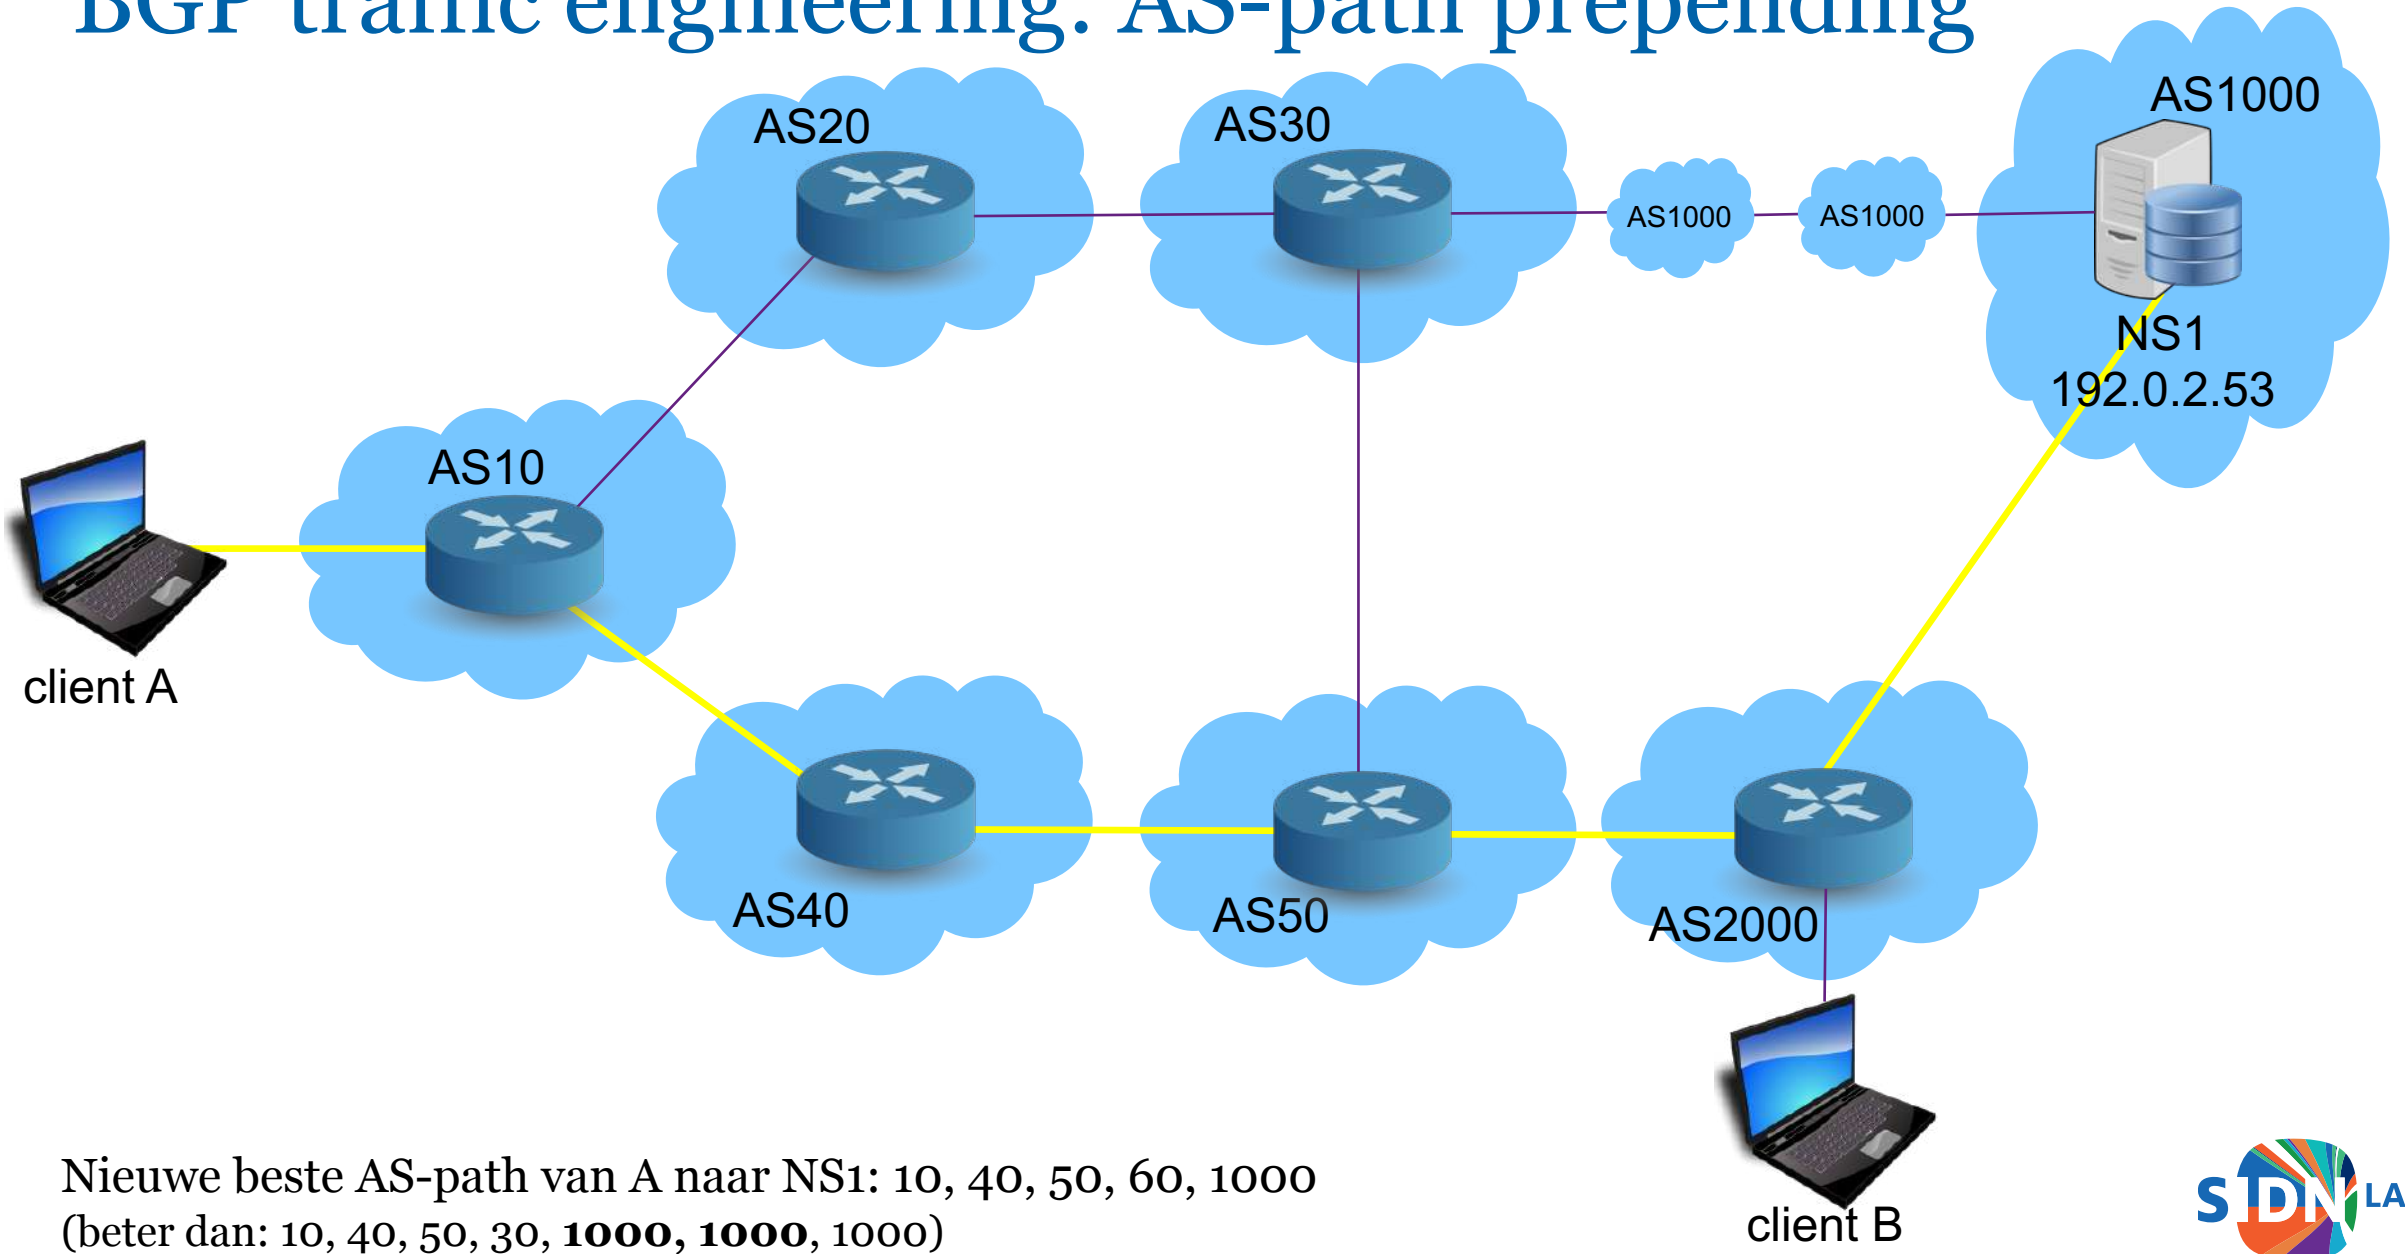 BGP traffic engineering: AS-path prepending
AS1000
AS20
AS30
AS1000
AS1000
NS1
192.0.2.53
AS10
client A
AS40
AS50
AS2000
client B
Nieuwe beste AS-path van A naar NS1: 10, 40, 50, 60, 1000
(beter dan: 10, 40, 50, 30, 1000, 1000, 1000)
SIDN LA